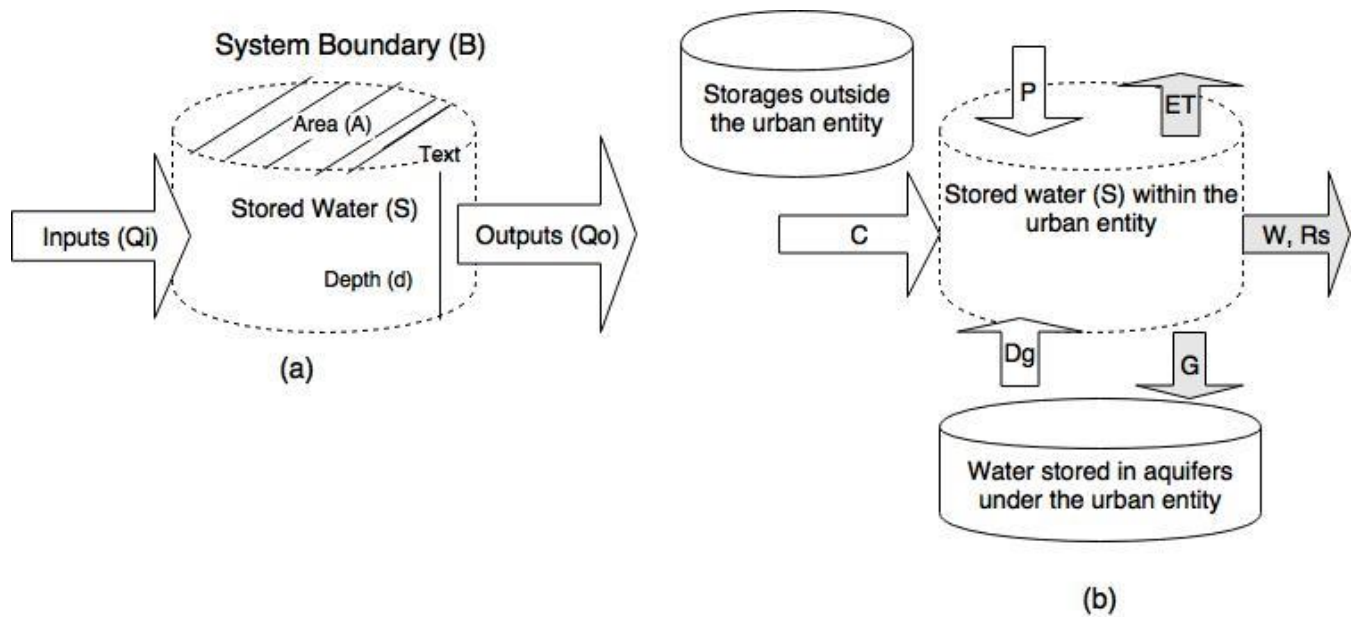 System Boundary (B)
Area (A)
Text
Stored Water (S)
Inputs (Qi)
Outputs (Qo)
Depth (d)
(a)
Storages outside
the urban entity
P
ET
Stored water (S) within the
urban entity
C
W, Rs
Dg
G
Water stored in aquifers
under the urban entity
(b)